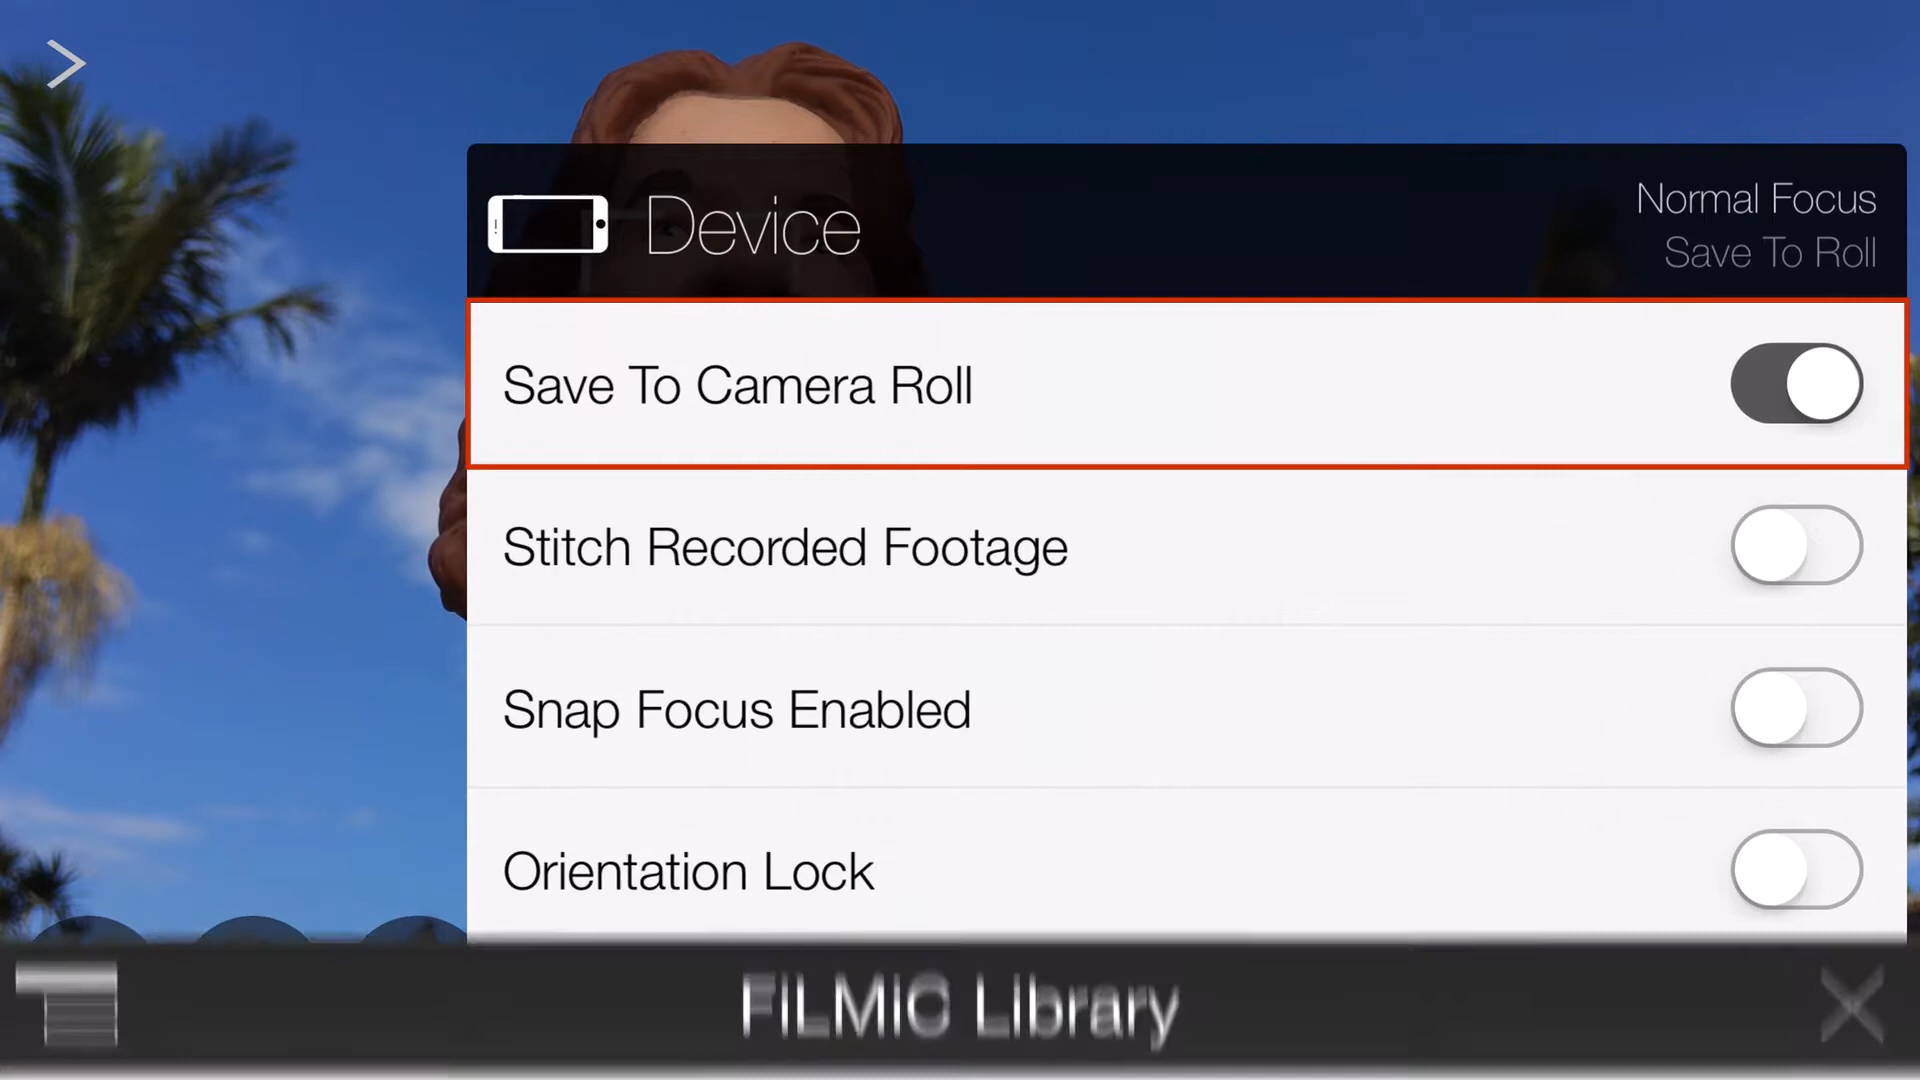 Device
Normal Focus
Save To Roll
Save To Camera Roll
Stitch Recorded Footage
Snap Focus Enabled
Orientation Lock
FiLMiC Library